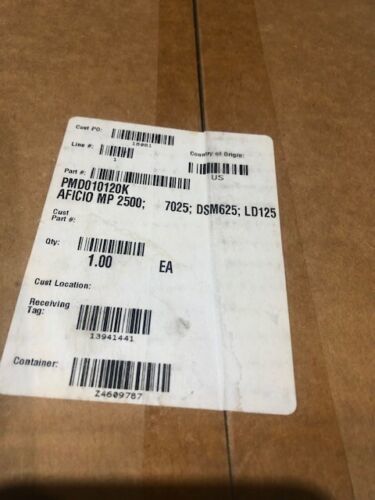 Cust PO:
18981
Line #:
1
Country of Origin:
US
Part #:
PMD010120K
AFICIO MP 2500; 7025; DSM625; LD125
Cust
Part #:
Qty:
1.00 EA
Cust Location:
Receiving
Tag:
13941441
Container:
Z4609787